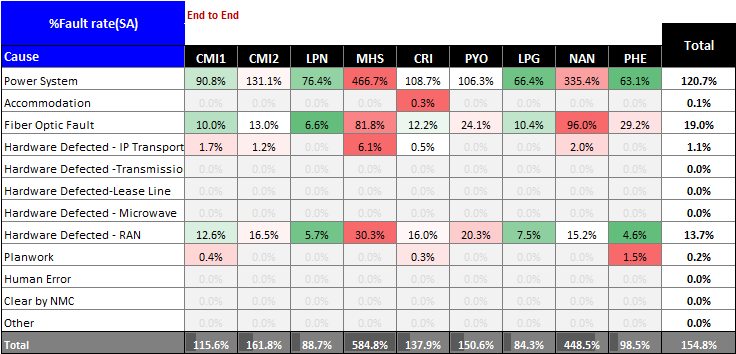 %Fault rate(SA) End to End
Total
Cause CMI1 CMI2 LPN MHS CRI PYO LPG NAN PHE
Power System 90.8% 131.1% 76.4% 466.7% 108.7% 106.3% 66.4% 335.4% 63.1% 120.7%
Accommodation 0.0% 0.0% 0.0% 0.0% 0.3% 0.0% 0.0% 0.0% 0.0% 0.1%
Fiber Optic Fault 10.0% 13.0% 6.6% 81.8% 12.2% 24.1% 10.4% 96.0% 29.2% 19.0%
Hardware Defected - IP Transport 1.7% 1.2% 0.0% 6.1% 0.5% 0.0% 0.0% 2.0% 0.0% 1.1%
Hardware Defected -Transmissio 0.0% 0.0% 0.0% 0.0% 0.0% 0.0% 0.0% 0.0% 0.0% 0.0%
Hardware Defected-Lease Line 0.0% 0.0% 0.0% 0.0% 0.0% 0.0% 0.0% 0.0% 0.0% 0.0%
Hardware Defected - Microwave 0.0% 0.0% 0.0% 0.0% 0.0% 0.0% 0.0% 0.0% 0.0% 0.0%
Hardware Defected - RAN 12.6% 16.5% 5.7% 30.3% 16.0% 20.3% 7.5% 15.2% 4.6% 13.7%
Planwork 0.4% 0.0% 0.0% 0.0% 0.3% 0.0% 0.0% 0.0% 1.5% 0.2%
Human Error 0.0% 0.0% 0.0% 0.0% 0.0% 0.0% 0.0% 0.0% 0.0% 0.0%
Clear by NMC 0.0% 0.0% 0.0% 0.0% 0.0% 0.0% 0.0% 0.0% 0.0% 0.0%
Other 0.0% 0.0% 0.0% 0.0% 0.0% 0.0% 0.0% 0.0% 0.0% 0.0%
Total 115.6% 161.8% 88.7% 584.8% 137.9% 150.6% 84.3% 448.5% 98.5% 154.8%